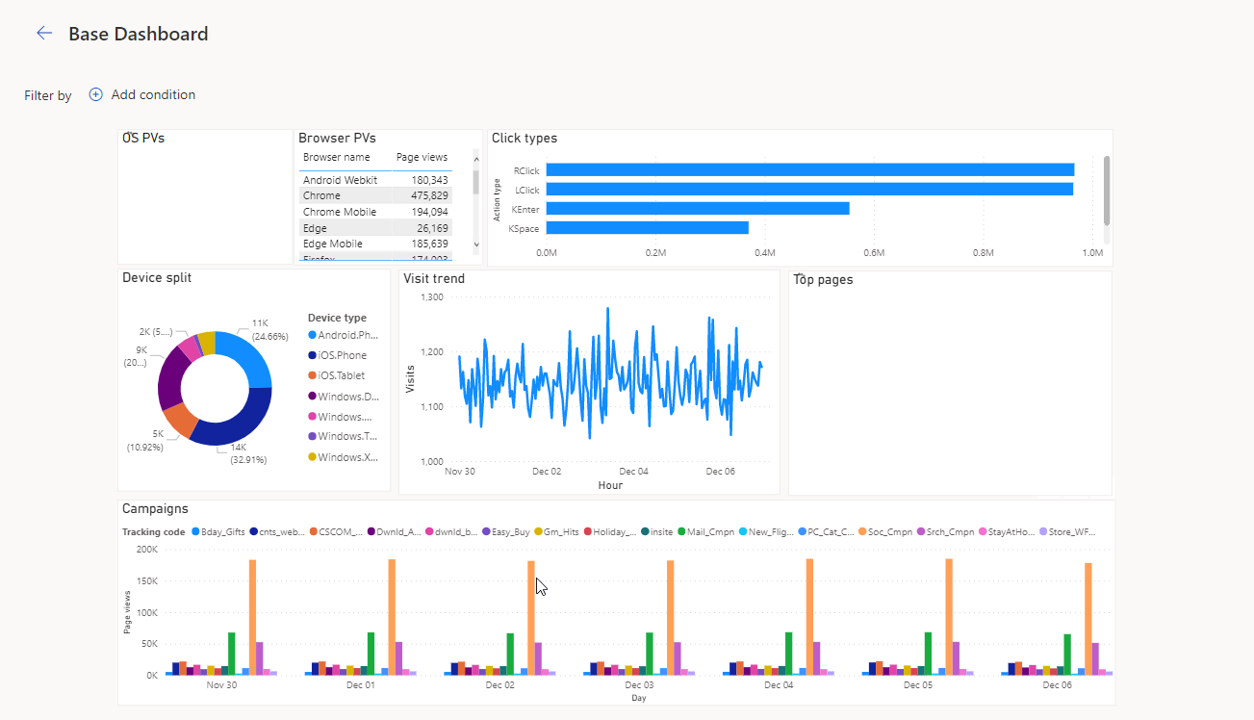 Base Dashboard
Filter by
Add condition
OS PVs
Browser PVs
Browser name Page views
Android Webkit 180,343
Chrome 475,829
Chrome Mobile 194,094
Edge 26,169
Edge Mobile 185,639
Click types
Action type
RClick
LClick
KEnter
KSpace
0.0M 0.2M 0.4M 0.6M 0.8M 1.0M
Device split
11K
(24.66%)
2K (5....)
9K
(20...)
5K
(10.92%)
14K
(32.91%)
Device type
Android.Ph...
iOS.Phone
iOS.Tablet
Windows.D...
Windows....
Windows.T...
Windows.X...
Visit trend
Visits
1,300
1,200
1,100
1,000
Nov 30 Dec 02 Dec 04 Dec 06
Hour
Top pages
Campaigns
Tracking code Bday_Gifts cnts_web... CSCOM_... Dwnld_A... dwnld_b... Easy_Buy Gm_Hits Holiday_... insite Mail_Cmpn New_Flig... PC_Cat_C... Soc_Cmpn Srch_Cmpn StayAtHo... Store_WF...
Page views
200K
150K
100K
50K
0K
Nov 30 Dec 01 Dec 02 Dec 03 Dec 04 Dec 05 Dec 06
Day